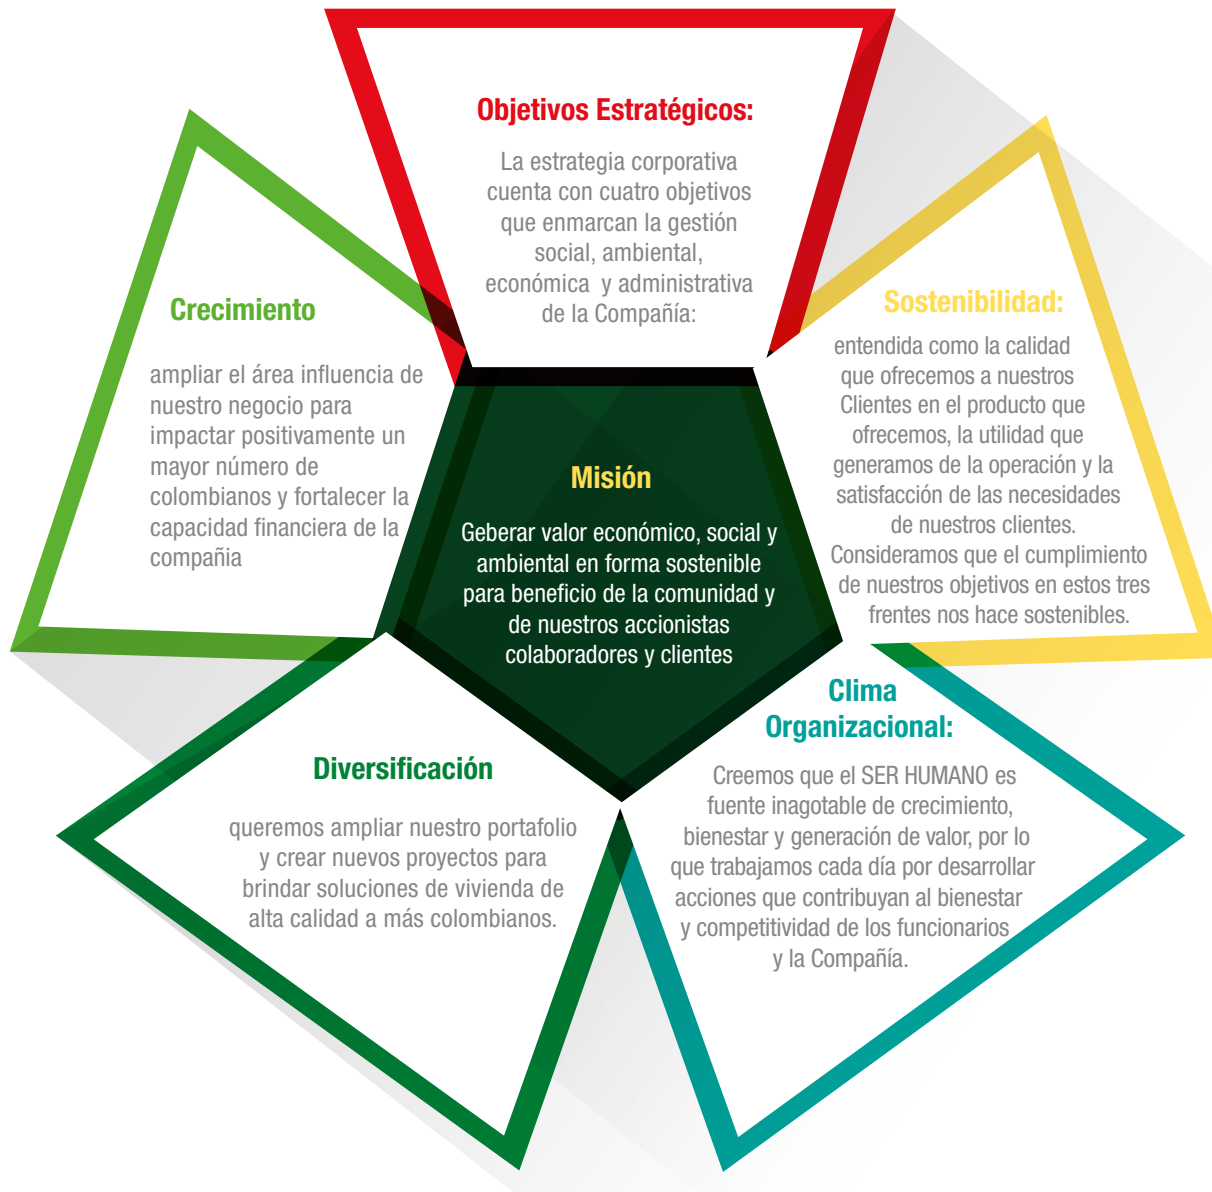 Objetivos Estratégicos:
La estrategia corporativa
cuenta con cuatro objetivos
que enmarcan la gestión
social, ambiental,
económica y administrativa
de la Compañía:
Crecimiento
ampliar el área influencia de
nuestro negocio para
impactar positivamente un
mayor número de
colombianos y fortalecer la
capacidad financiera de la
compañia
Sostenibilidad:
entendida como la calidad
que ofrecemos a nuestros
Clientes en el producto que
ofrecemos, la utilidad que
generamos de la operación y la
satisfacción de las necesidades
de nuestros clientes.
Consideramos que el cumplimiento
de nuestros objetivos en estos tres
frentes nos hace sostenibles.
Misión
Geberar valor económico, social y
ambiental en forma sostenible
para beneficio de la comunidad y
de nuestros accionistas
colaboradores y clientes
Diversificación
queremos ampliar nuestro portafolio
y crear nuevos proyectos para
brindar soluciones de vivienda de
alta calidad a más colombianos.
Clima
Organizacional:
Creemos que el SER HUMANO es
fuente inagotable de crecimiento,
bienestar y generación de valor, por lo
que trabajamos cada día por desarrollar
acciones que contribuyan al bienestar
y competitividad de los funcionarios
y la Compañía.